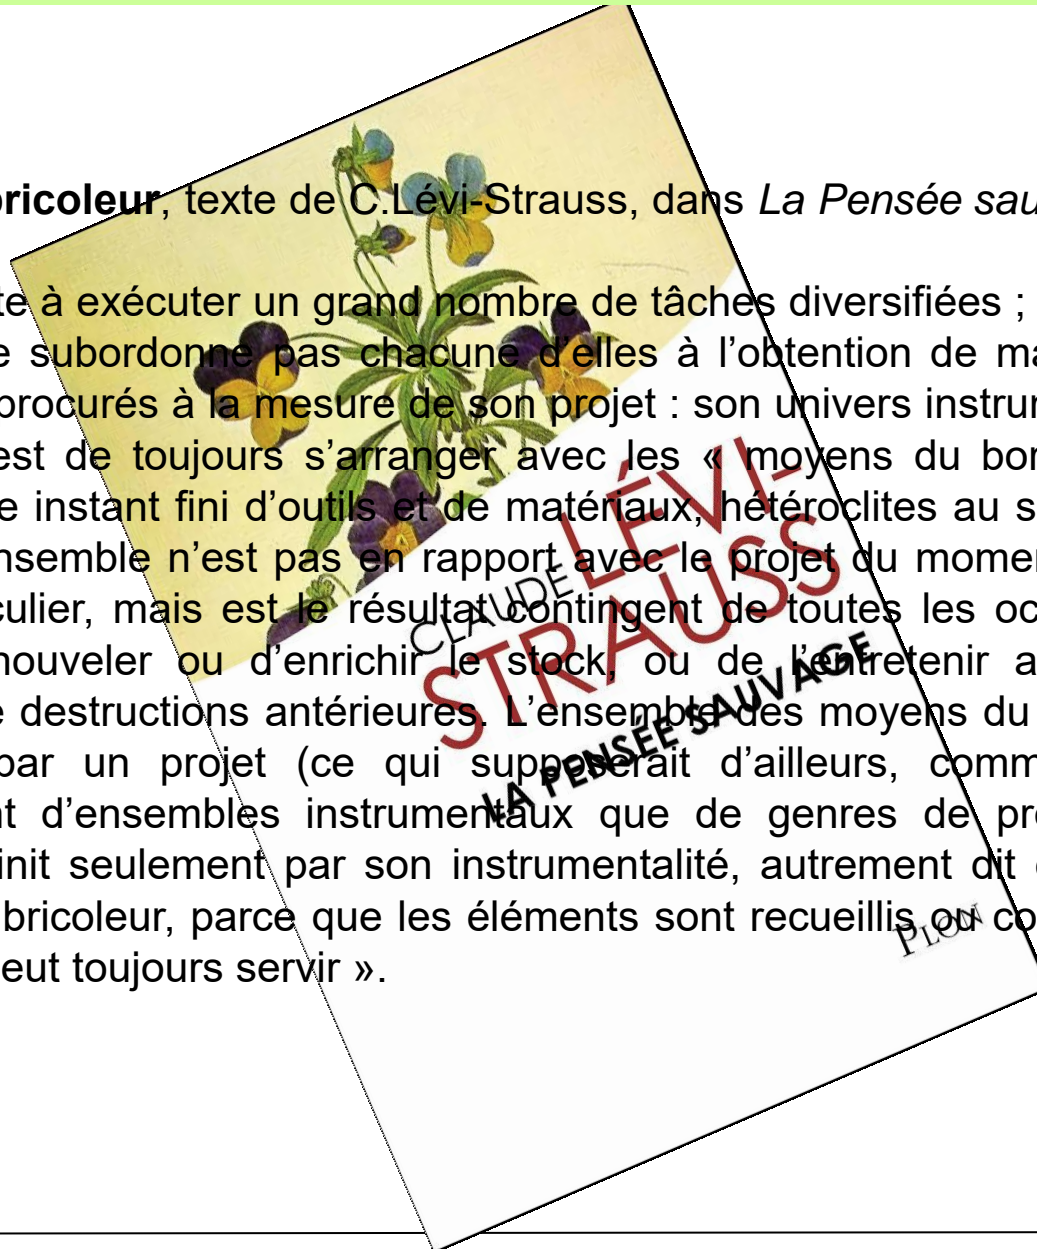 bricoleur, texte de C.Lévi-Strauss, dans La Pensée sau
te à exécuter un grand nombre de tâches diversifiées ;
e subordonne pas chacune d’elles à l’obtention de ma
procurés à la mesure de son projet : son univers instrum
est de toujours s’arranger avec les « moyens du bor
e instant fini d’outils et de matériaux, hétéroclites au s
nsemble n’est pas en rapport avec le projet du momen
culier, mais est le résultat contingent de toutes les oc
nouveler ou d’enrichir le stock, ou de l’entretenir a
e destructions antérieures. L’ensemble des moyens du
par un projet (ce qui supposerait d’ailleurs, comm
nt d’ensembles instrumentaux que de genres de pro
init seulement par son instrumentalité, autrement dit
bricoleur, parce que les éléments sont recueillis ou co
eut toujours servir ».
CLAUDE LÉVI-
STRAUSS
LA PENSÉE SAUVAGE
PLON